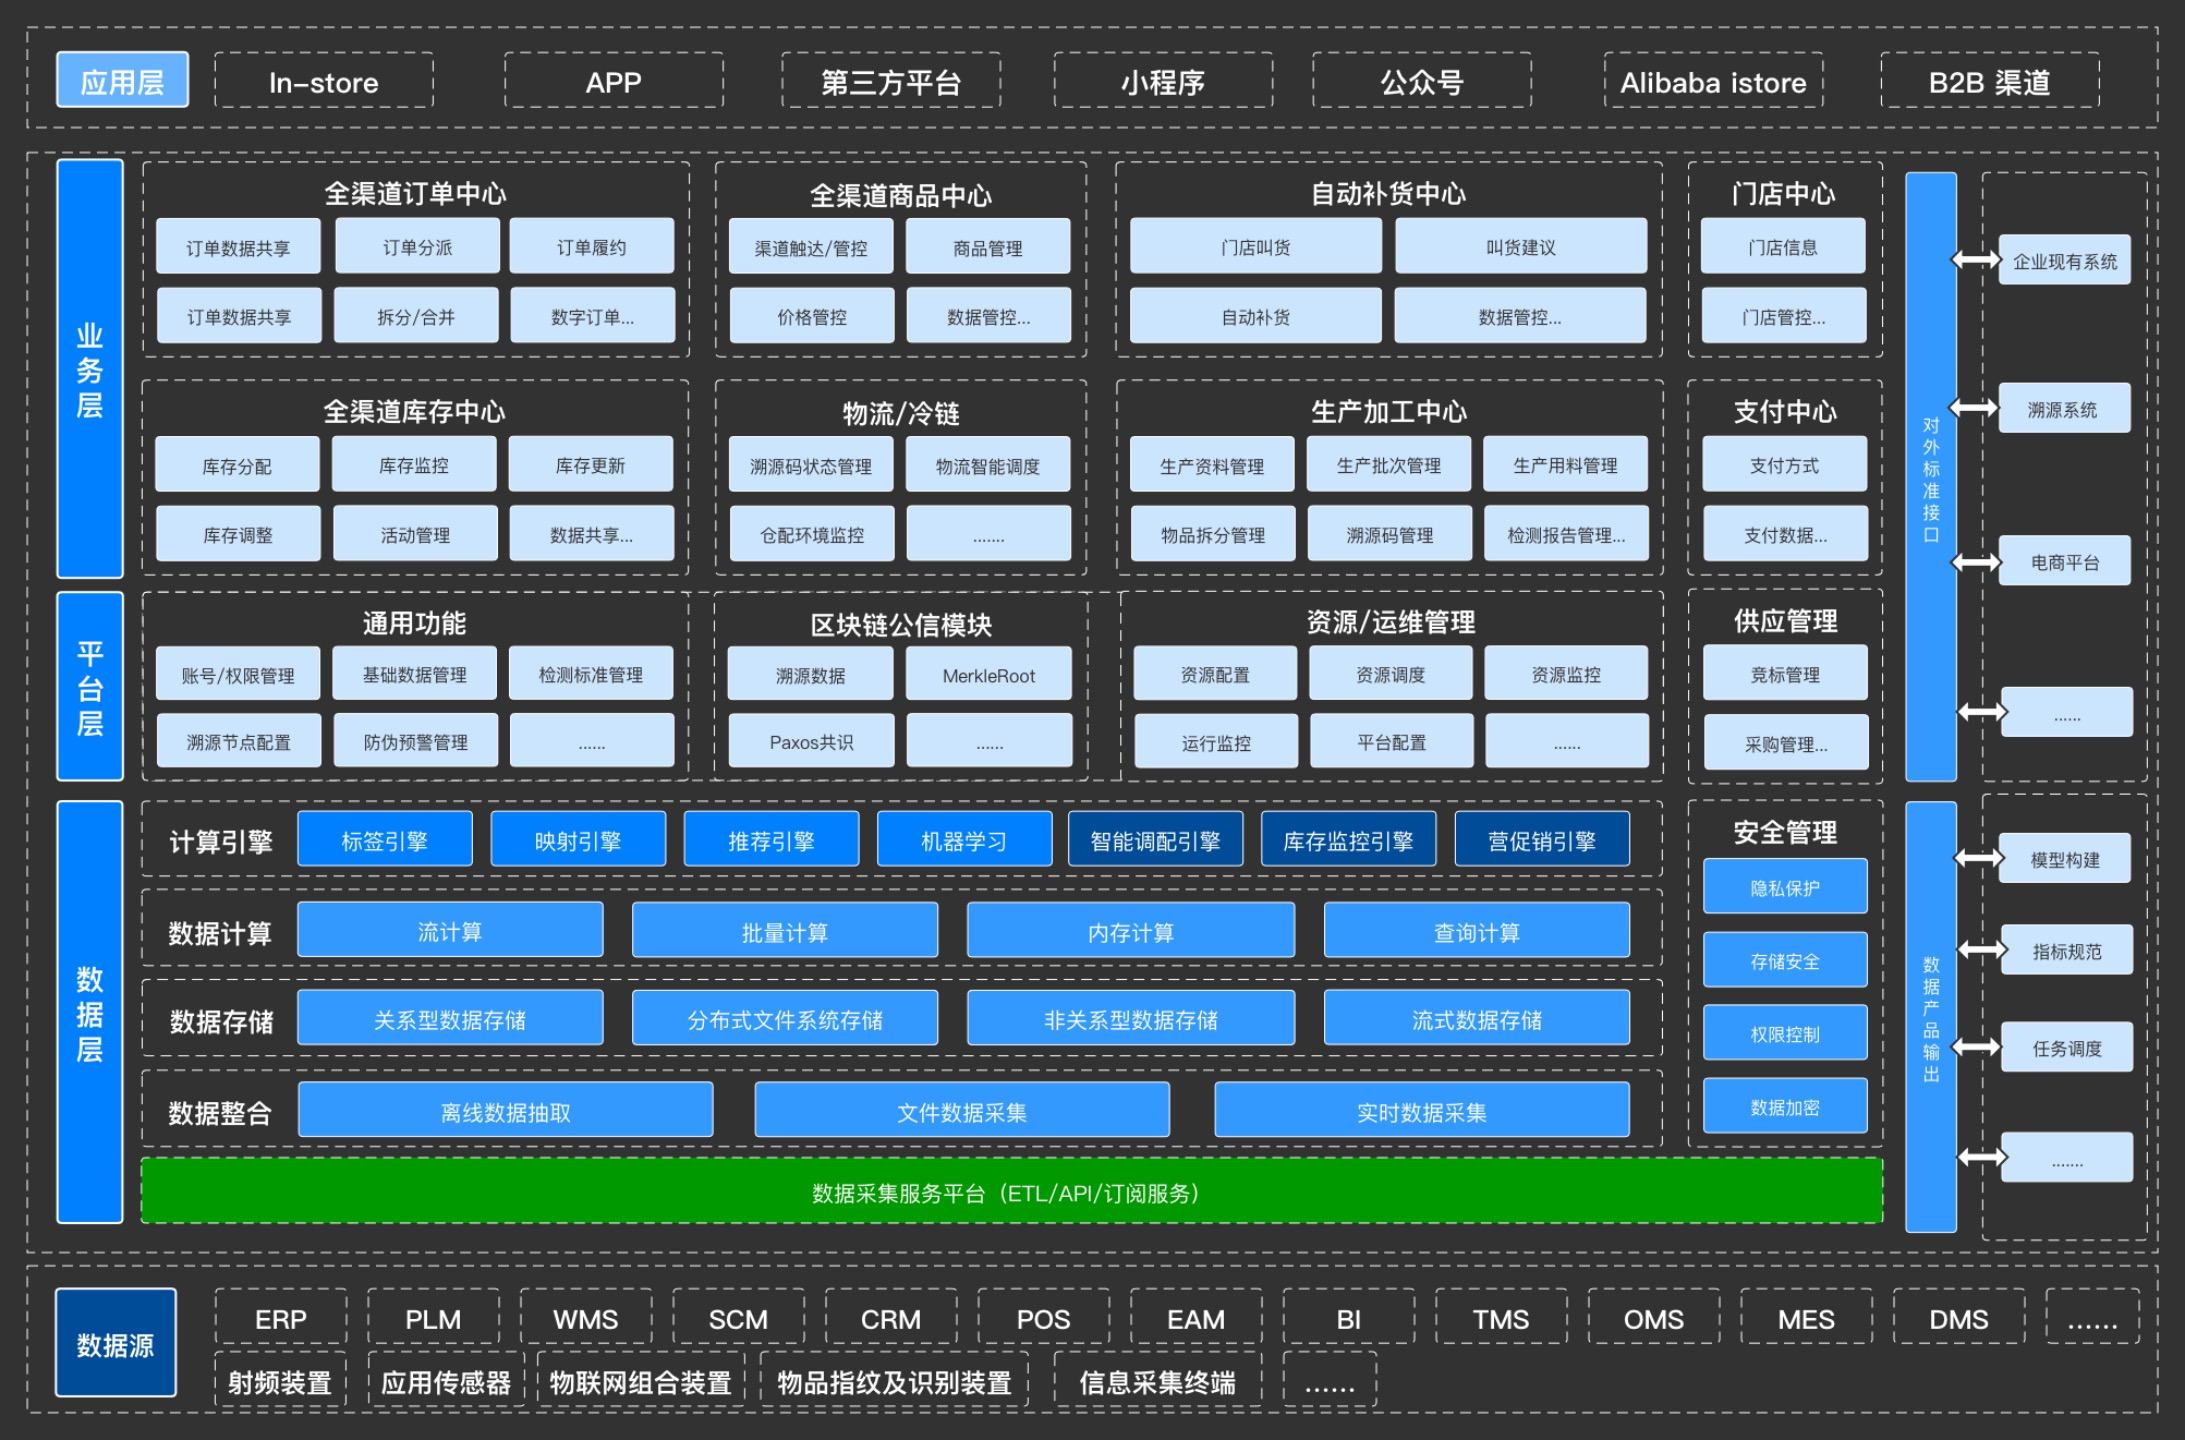 应用层
In-store
APP
第三方平台
小程序
公众号
Alibaba istore
B2B 渠道
业务层
全渠道订单中心
订单数据共享
订单分派
订单履约
订单数据共享
拆分/合并
数字订单...
全渠道商品中心
渠道触达/管控
商品管理
价格管控
数据管控...
自动补货中心
门店叫货
叫货建议
自动补货
数据管控...
门店中心
门店信息
门店管控...
全渠道库存中心
库存分配
库存监控
库存更新
库存调整
活动管理
数据共享...
物流/冷链
溯源码状态管理
物流智能调度
仓配环境监控
.......
生产加工中心
生产资料管理
生产批次管理
生产用料管理
物品拆分管理
溯源码管理
检测报告管理...
支付中心
支付方式
支付数据...
平台层
通用功能
账号/权限管理
基础数据管理
检测标准管理
溯源节点配置
防伪预警管理
......
区块链公信模块
溯源数据
MerkleRoot
Paxos共识
......
资源/运维管理
资源配置
资源调度
资源监控
运行监控
平台配置
......
供应管理
竞标管理
采购管理...
对外标准接口
企业现有系统
溯源系统
电商平台
......
数据层
计算引擎
标签引擎
映射引擎
推荐引擎
机器学习
智能调配引擎
库存监控引擎
营促销引擎
数据计算
流计算
批量计算
内存计算
查询计算
数据存储
关系型数据存储
分布式文件系统存储
非关系型数据存储
流式数据存储
数据整合
离线数据抽取
文件数据采集
实时数据采集
安全管理
隐私保护
存储安全
权限控制
数据加密
数据采集服务平台（ETL/API/订阅服务）
数据产品输出
模型构建
指标规范
任务调度
.......
数据源
ERP
PLM
WMS
SCM
CRM
POS
EAM
BI
TMS
OMS
MES
DMS
......
射频装置
应用传感器
物联网组合装置
物品指纹及识别装置
信息采集终端
......